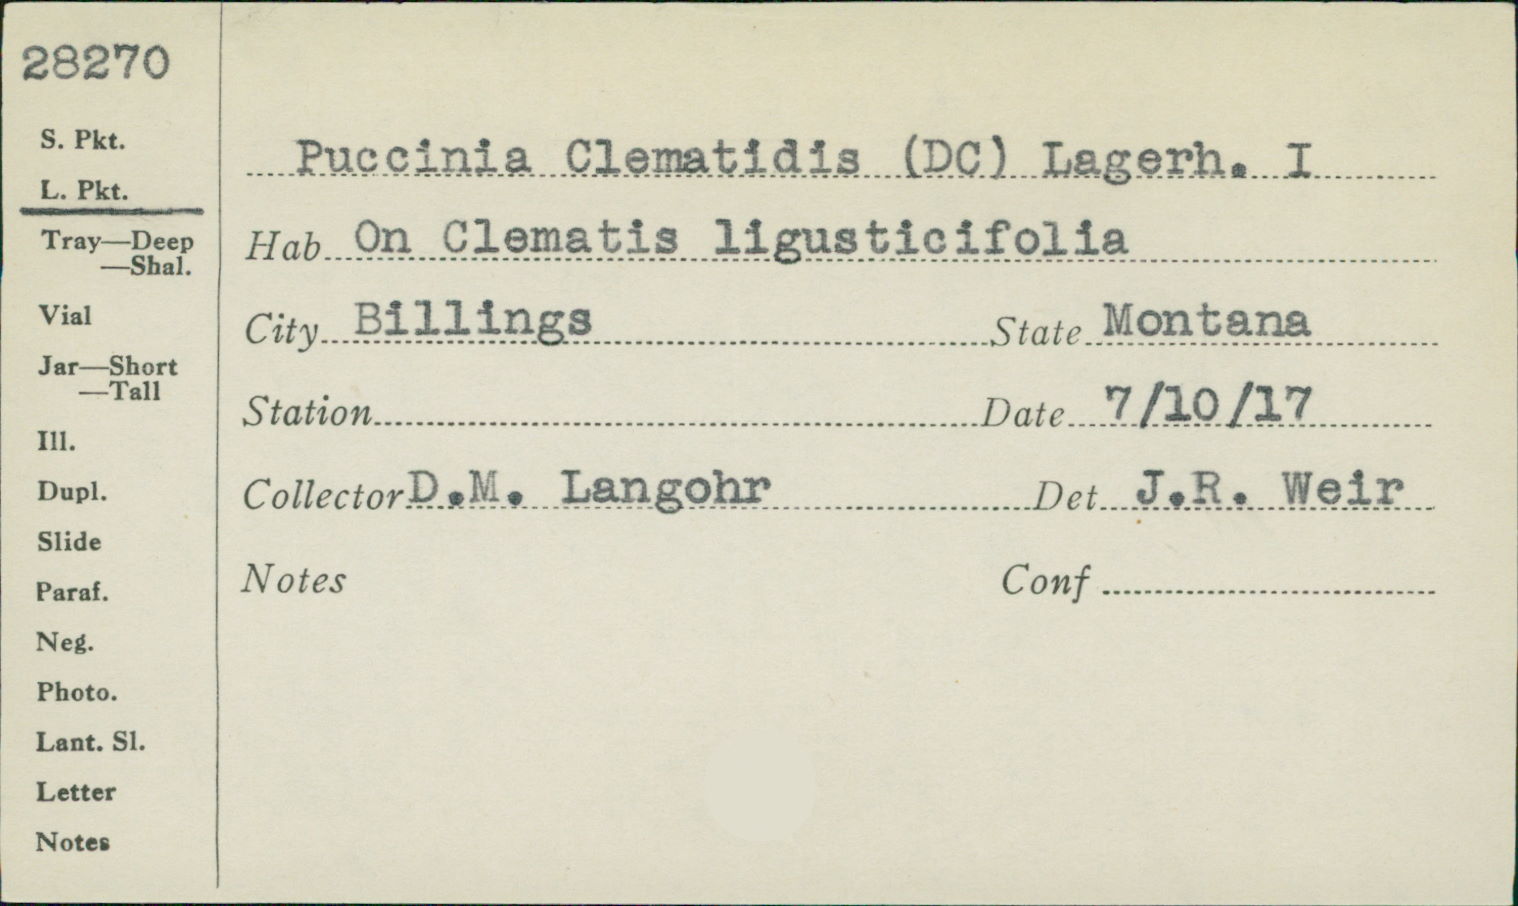 28270
S. Pkt.
L. Pkt.
Tray—Deep
—Shal.
Vial
Jar—Short
—Tall
Ill.
Dupl.
Slide
Paraf.
Neg.
Photo.
Lant. Sl.
Letter
Notes
Puccinia Clematidis (DC) Lagerh. I
Hab On Clematis ligusticifolia
City Billings State Montana
Station Date 7/10/17
Collector D.M. Langohr Det J.R. Weir
Notes Conf